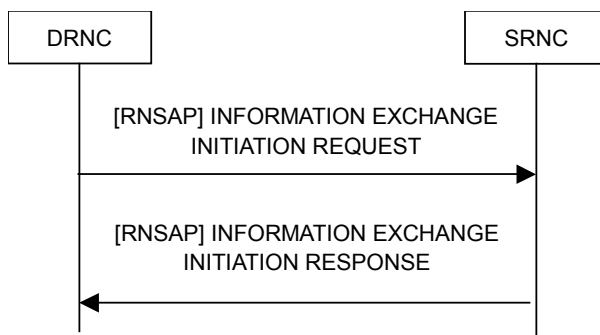 DRNC
SRNC
[RNSAP] INFORMATION EXCHANGE
INITIATION REQUEST
[RNSAP] INFORMATION EXCHANGE
INITIATION RESPONSE